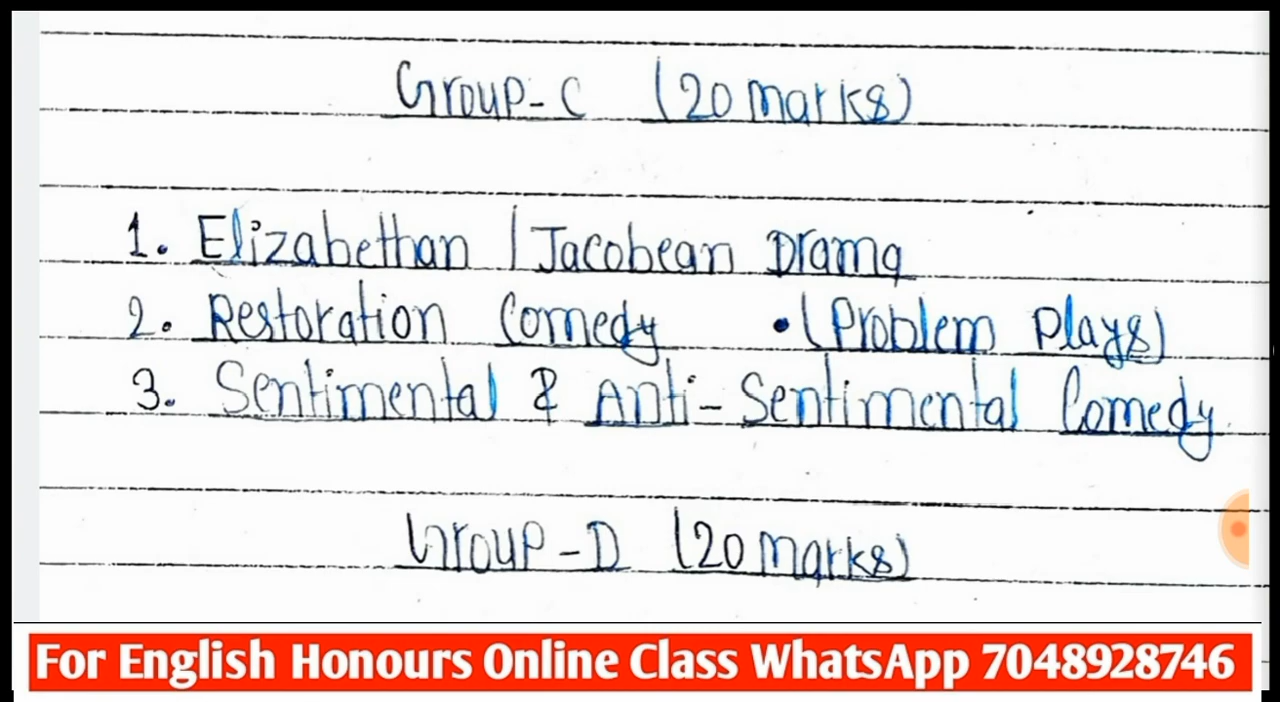 Group-C (20 marks)
1. Elizabethan / Jacobean Drama
2. Restoration Comedy • (Problem Plays)
3. Sentimental & Anti-Sentimental Comedy.
Group-D (20 marks)
For English Honours Online Class WhatsApp 7048928746